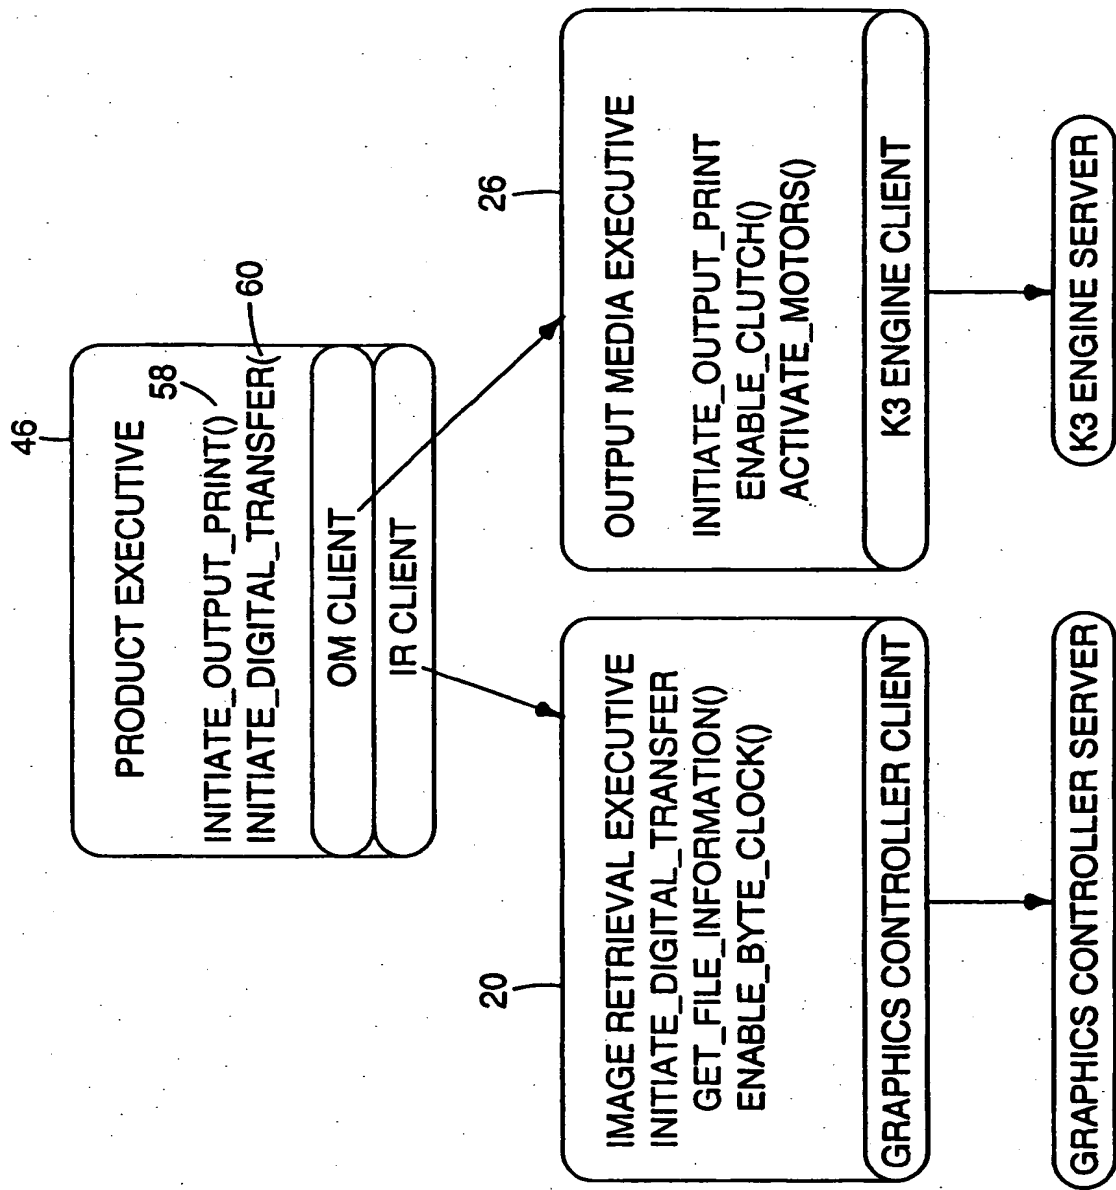 46
PRODUCT EXECUTIVE
58
INITIATE_OUTPUT_PRINT()
60
INITIATE_DIGITAL_TRANSFER(
OM CLIENT
IR CLIENT
20
IMAGE RETRIEVAL EXECUTIVE
INITIATE_DIGITAL_TRANSFER
GET_FILE_INFORMATION()
ENABLE_BYTE_CLOCK()
GRAPHICS CONTROLLER CLIENT
GRAPHICS CONTROLLER SERVER
26
OUTPUT MEDIA EXECUTIVE
INITIATE_OUTPUT_PRINT
ENABLE_CLUTCH()
ACTIVATE_MOTORS()
K3 ENGINE CLIENT
K3 ENGINE SERVER